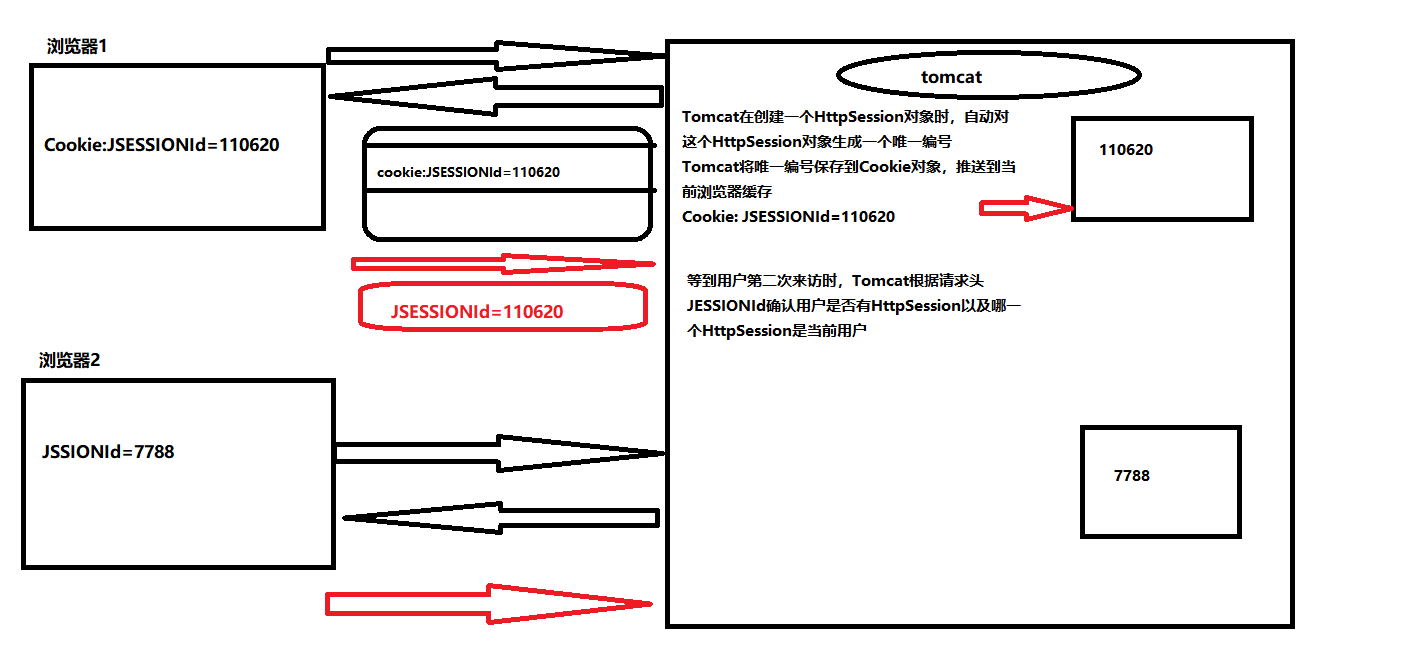 浏览器1
Cookie:JSESSIONId=110620
cookie:JSESSIONId=110620
JSESSIONId=110620
浏览器2
JSSIONId=7788
tomcat
Tomcat在创建一个HttpSession对象时，自动对
这个HttpSession对象生成一个唯一编号
Tomcat将唯一编号保存到Cookie对象，推送到当
前浏览器缓存
Cookie: JSESSIONId=110620
110620
等到用户第二次来访时，Tomcat根据请求头
JESSIONId确认用户是否有HttpSession以及哪一
个HttpSession是当前用户
7788